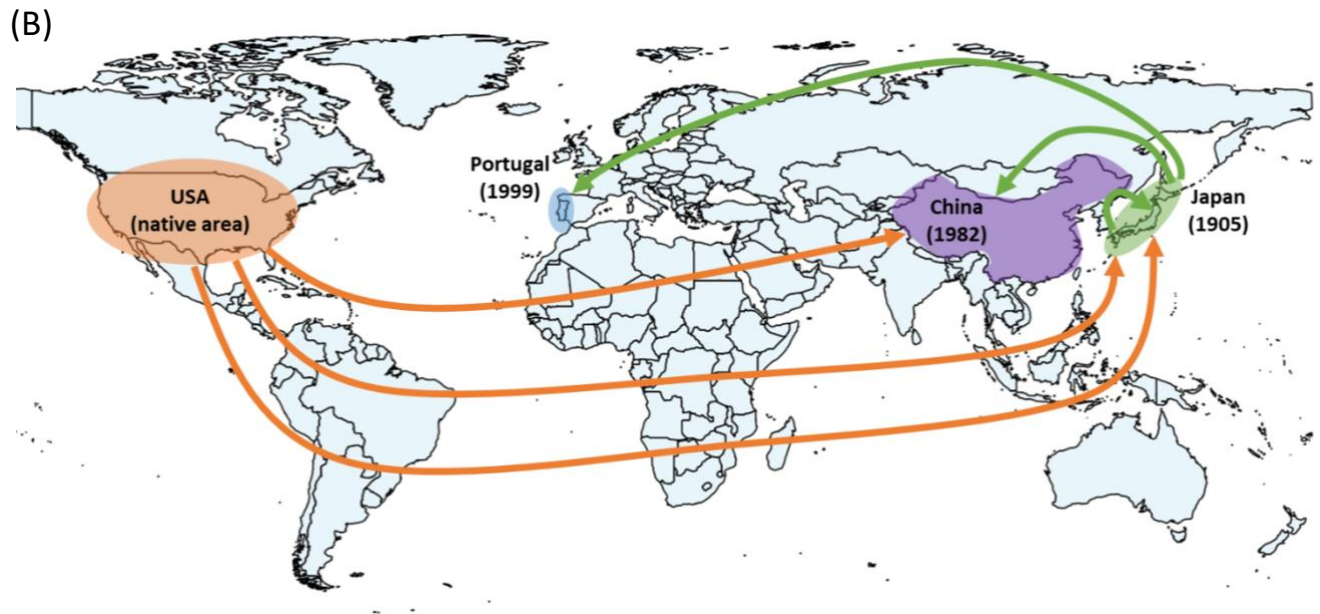 (B)
USA
(native area)
Portugal
(1999)
China
(1982)
Japan
(1905)